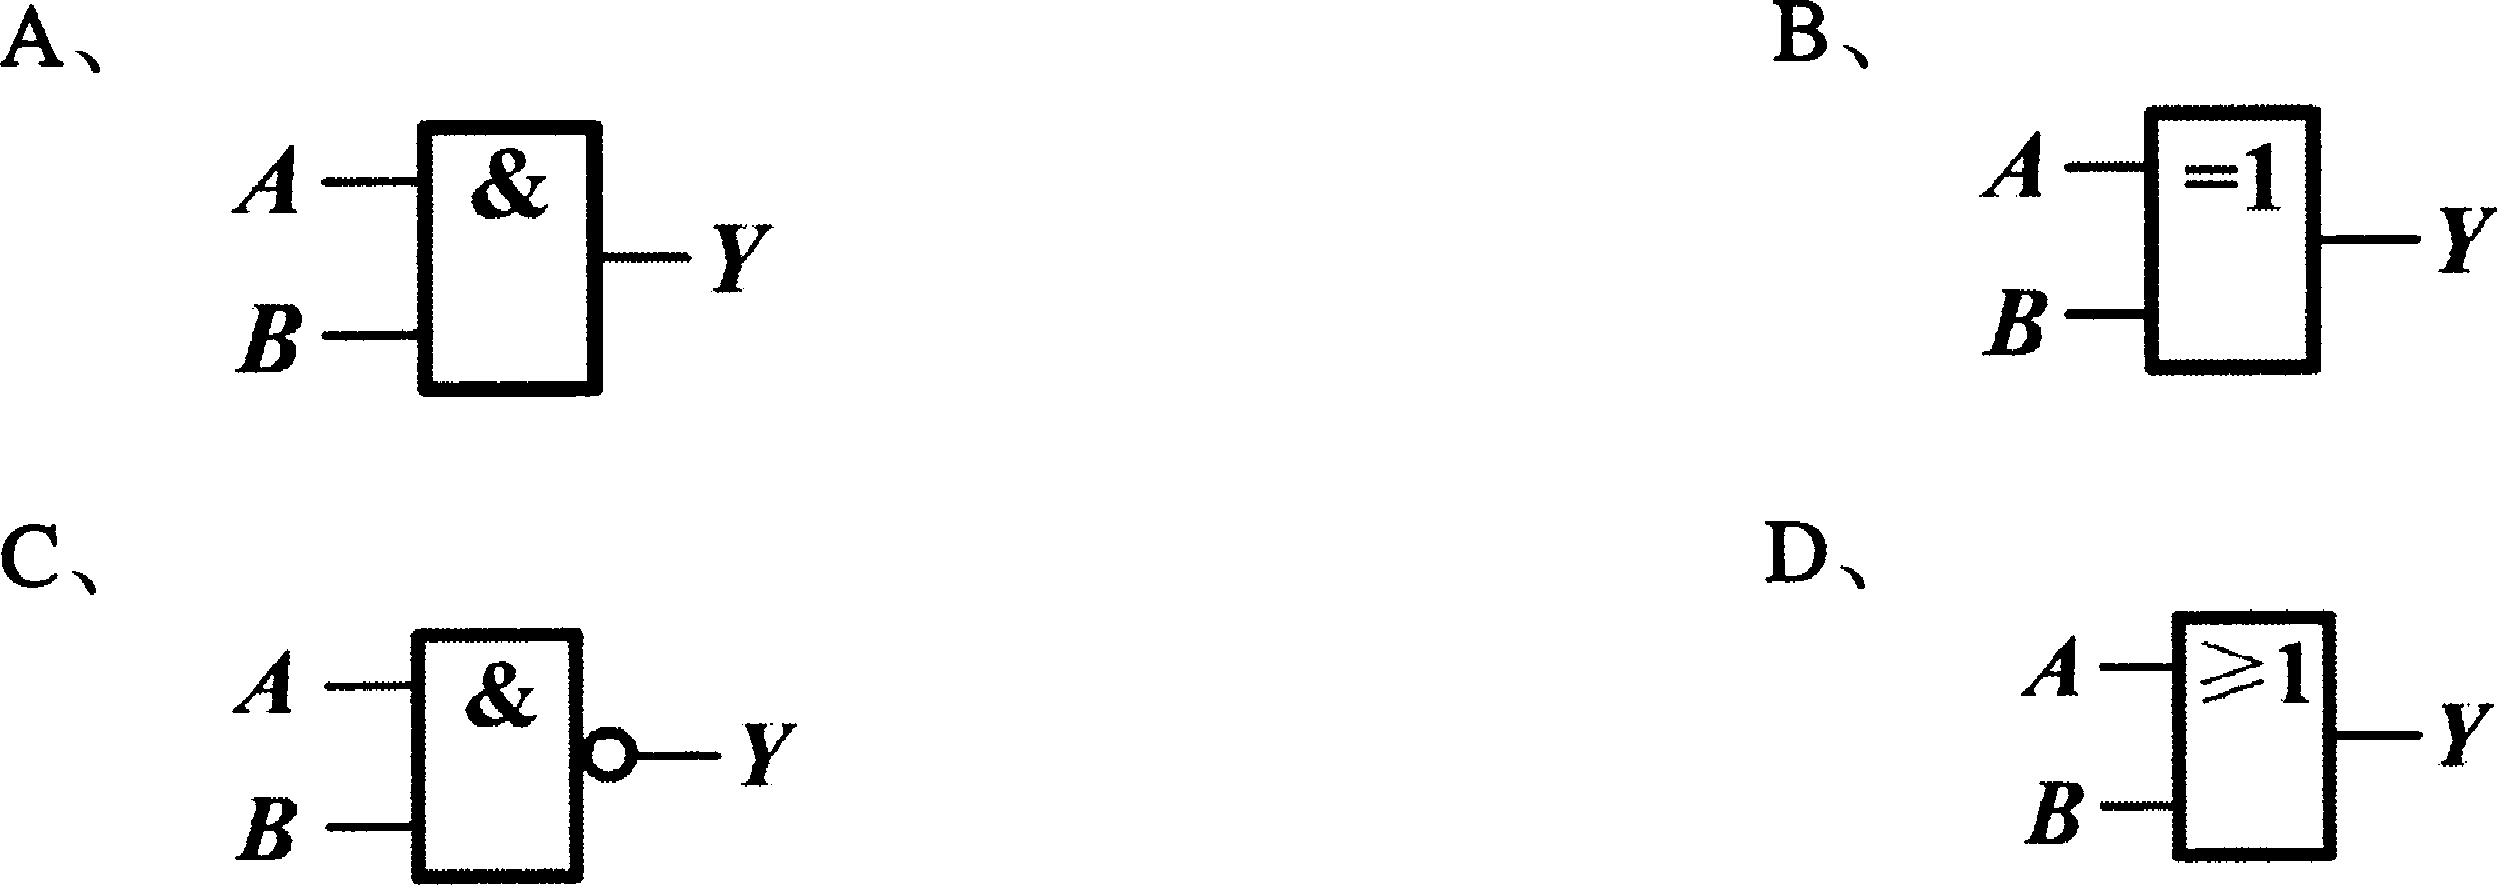 A、 B、
A & Y
B
A =1 Y
B
C、 D、
A & Y
B
A ≥1 Y
B